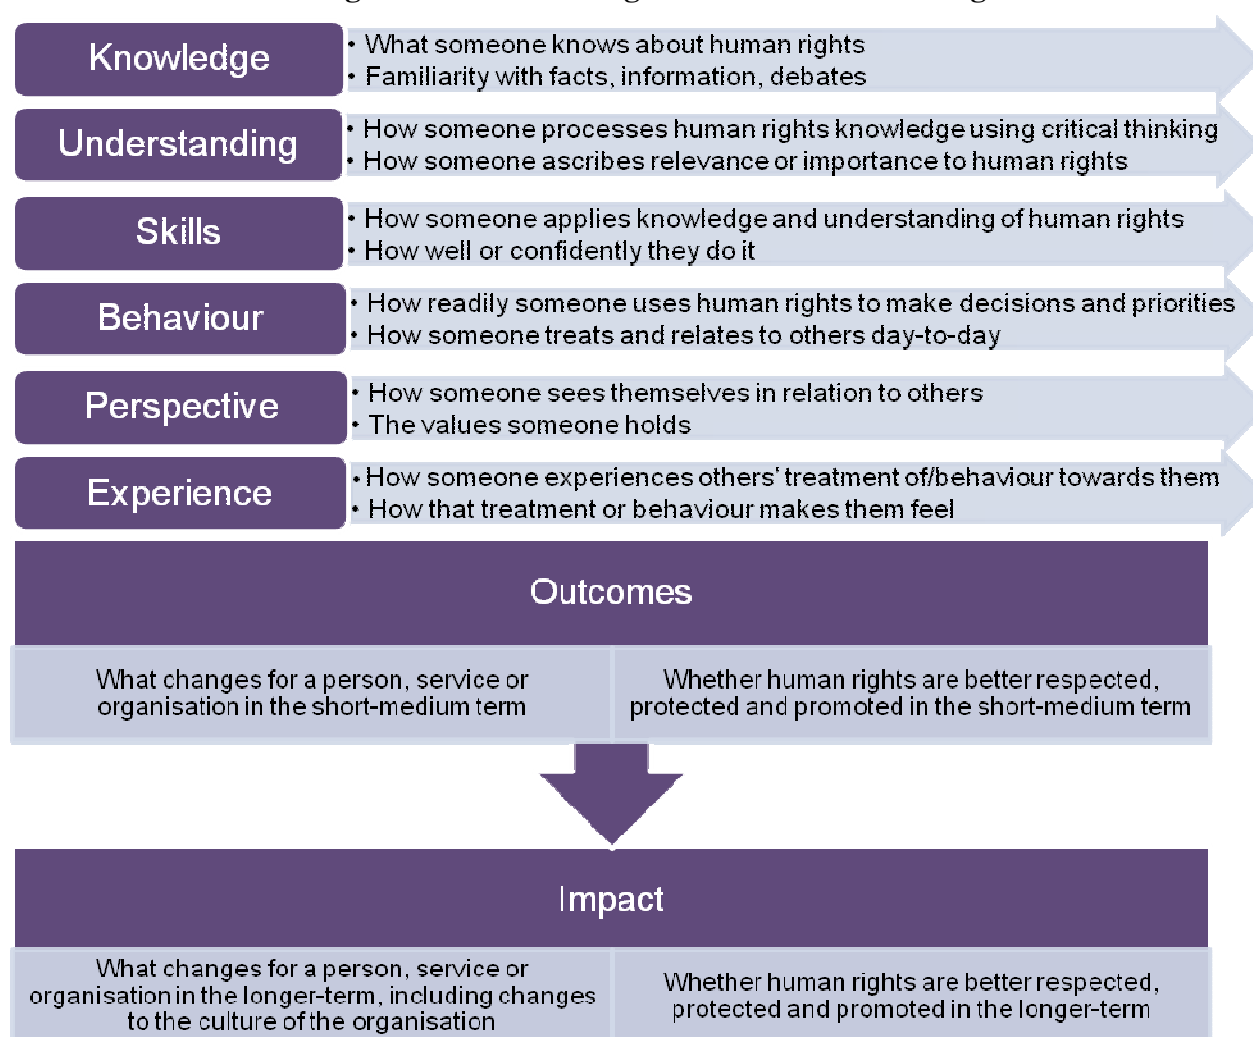 Knowledge
• What someone knows about human rights
• Familiarity with facts, information, debates
Understanding
• How someone processes human rights knowledge using critical thinking
• How someone ascribes relevance or importance to human rights
Skills
• How someone applies knowledge and understanding of human rights
• How well or confidently they do it
Behaviour
• How readily someone uses human rights to make decisions and priorities
• How someone treats and relates to others day-to-day
Perspective
• How someone sees themselves in relation to others
• The values someone holds
Experience
• How someone experiences others' treatment of/behaviour towards them
• How that treatment or behaviour makes them feel
Outcomes
What changes for a person, service or
organisation in the short-medium term
Whether human rights are better respected,
protected and promoted in the short-medium term
Impact
What changes for a person, service or
organisation in the longer-term, including changes
to the culture of the organisation
Whether human rights are better respected,
protected and promoted in the longer-term